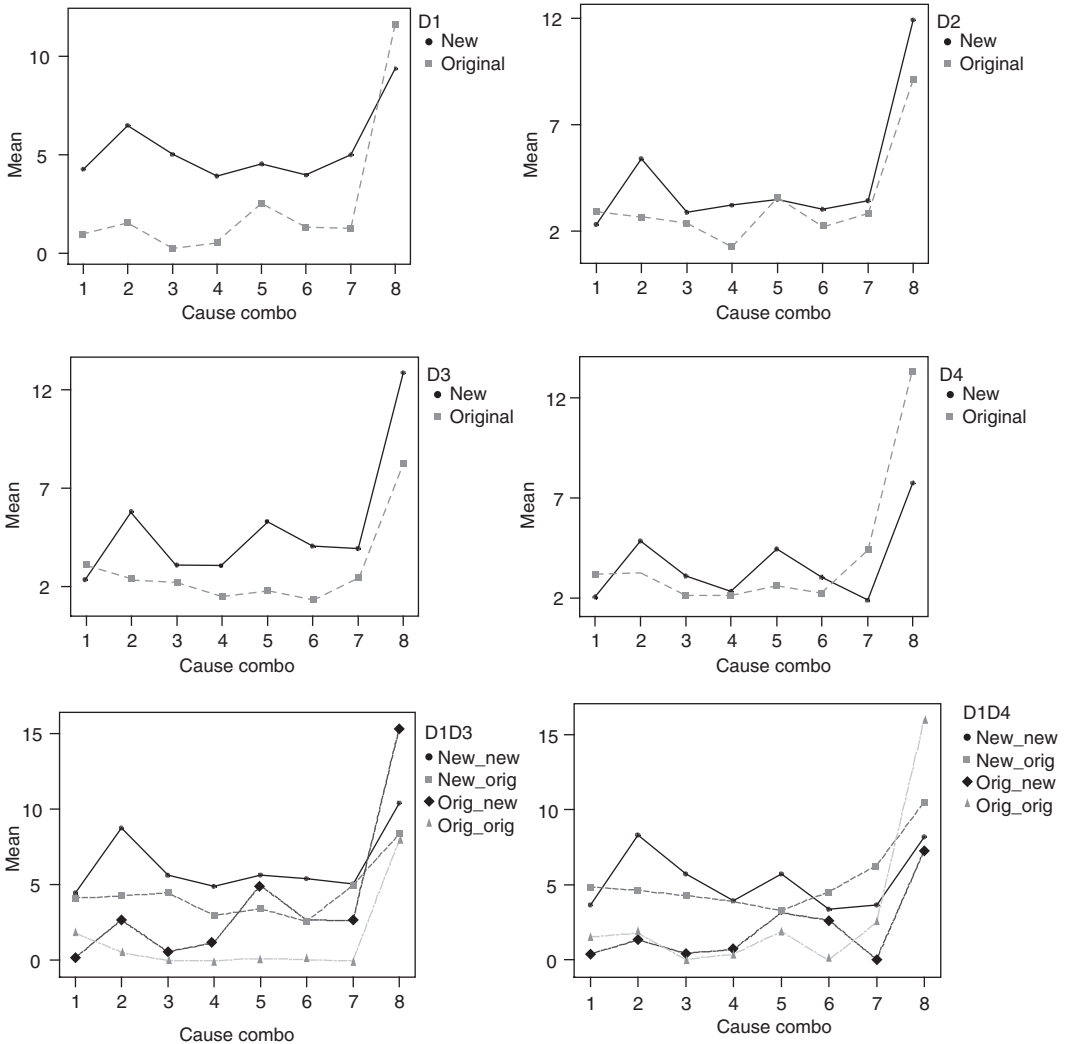 D1
New
Original
10
5
0
Mean
1 2 3 4 5 6 7 8
Cause combo
D2
New
Original
12
7
2
Mean
1 2 3 4 5 6 7 8
Cause combo
D3
New
Original
12
7
2
Mean
1 2 3 4 5 6 7 8
Cause combo
D4
New
Original
12
7
2
Mean
1 2 3 4 5 6 7 8
Cause combo
D1D3
New_new
New_orig
Orig_new
Orig_orig
15
10
5
0
Mean
1 2 3 4 5 6 7 8
Cause combo
D1D4
New_new
New_orig
Orig_new
Orig_orig
15
10
5
0
Mean
1 2 3 4 5 6 7 8
Cause combo